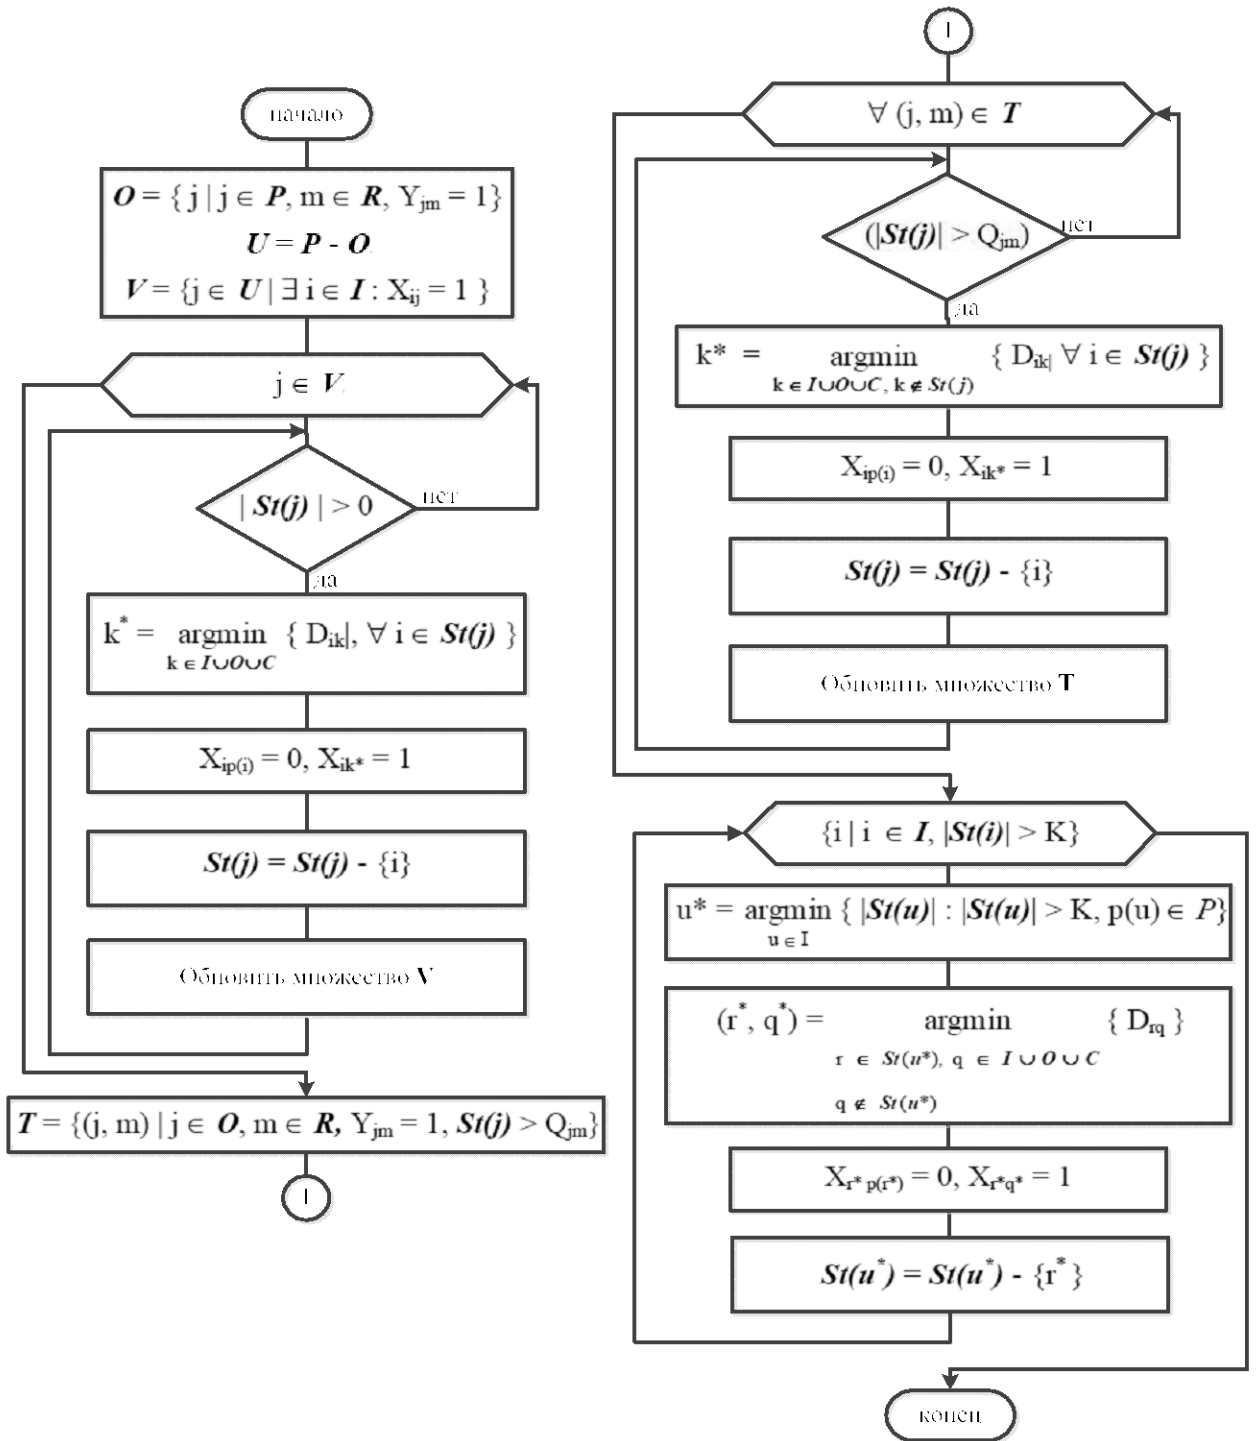 начало
O = { j | j ∈ P, m ∈ R, Y_jm = 1}
U = P - O
V = {j ∈ U | ∃ i ∈ I : X_ij = 1 }
j ∈ V
| St(j) | > 0
нет
да
k* = argmin { D_ik|, ∀ i ∈ St(j) }
k ∈ I∪O∪C
X_ip(i) = 0, X_ik* = 1
St(j) = St(j) - {i}
Обновить множество V
T = {(j, m) | j ∈ O, m ∈ R, Y_jm = 1, St(j) > Q_jm}
1
1
∀ (j, m) ∈ T
(|St(j)| > Q_jm)
нет
да
k* = argmin { D_ik| ∀ i ∈ St(j) }
k ∈ I∪O∪C, k ∉ St(j)
X_ip(i) = 0, X_ik* = 1
St(j) = St(j) - {i}
Обновить множество T
{i | i ∈ I, |St(i)| > K}
u* = argmin { |St(u)| : |St(u)| > K, p(u) ∈ P}
u ∈ I
(r*, q*) = argmin { D_rq }
r ∈ St(u*), q ∈ I ∪ O ∪ C
q ∉ St(u*)
X_r* p(r*) = 0, X_r*q* = 1
St(u*) = St(u*) - {r*}
конец